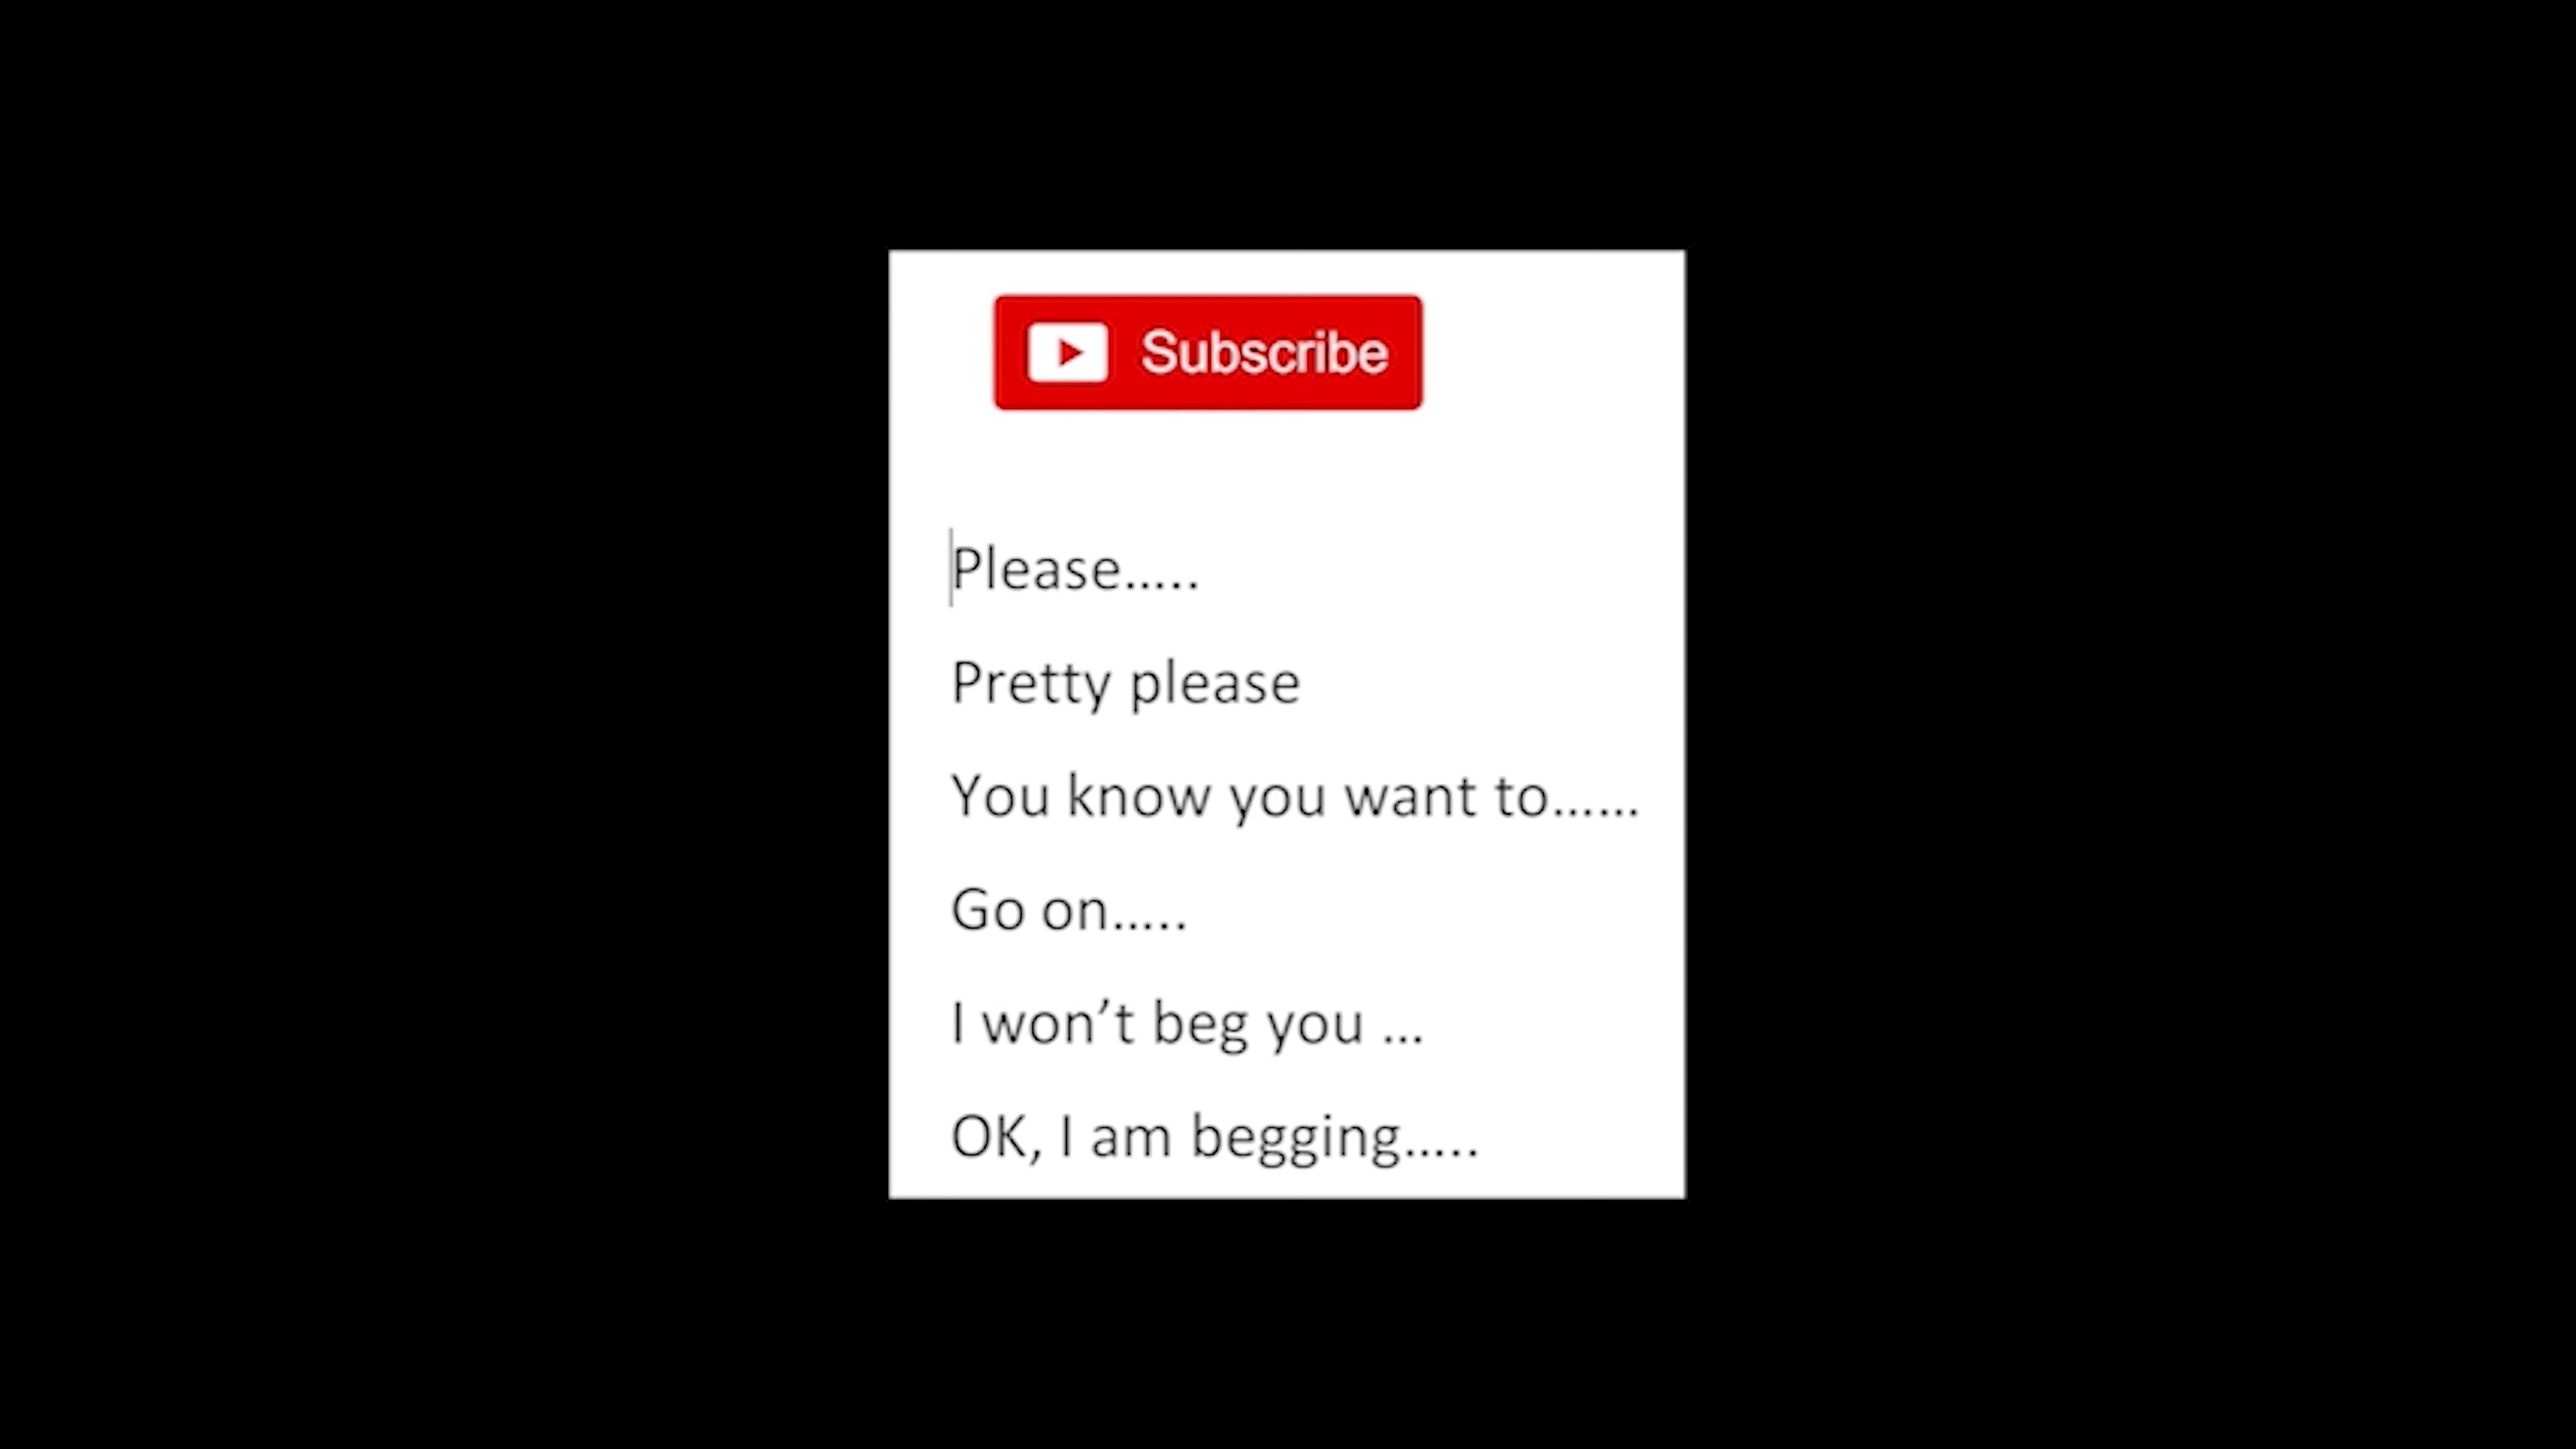 Subscribe
Please.....
Pretty please
You know you want to......
Go on.....
I won’t beg you ...
OK, I am begging.....